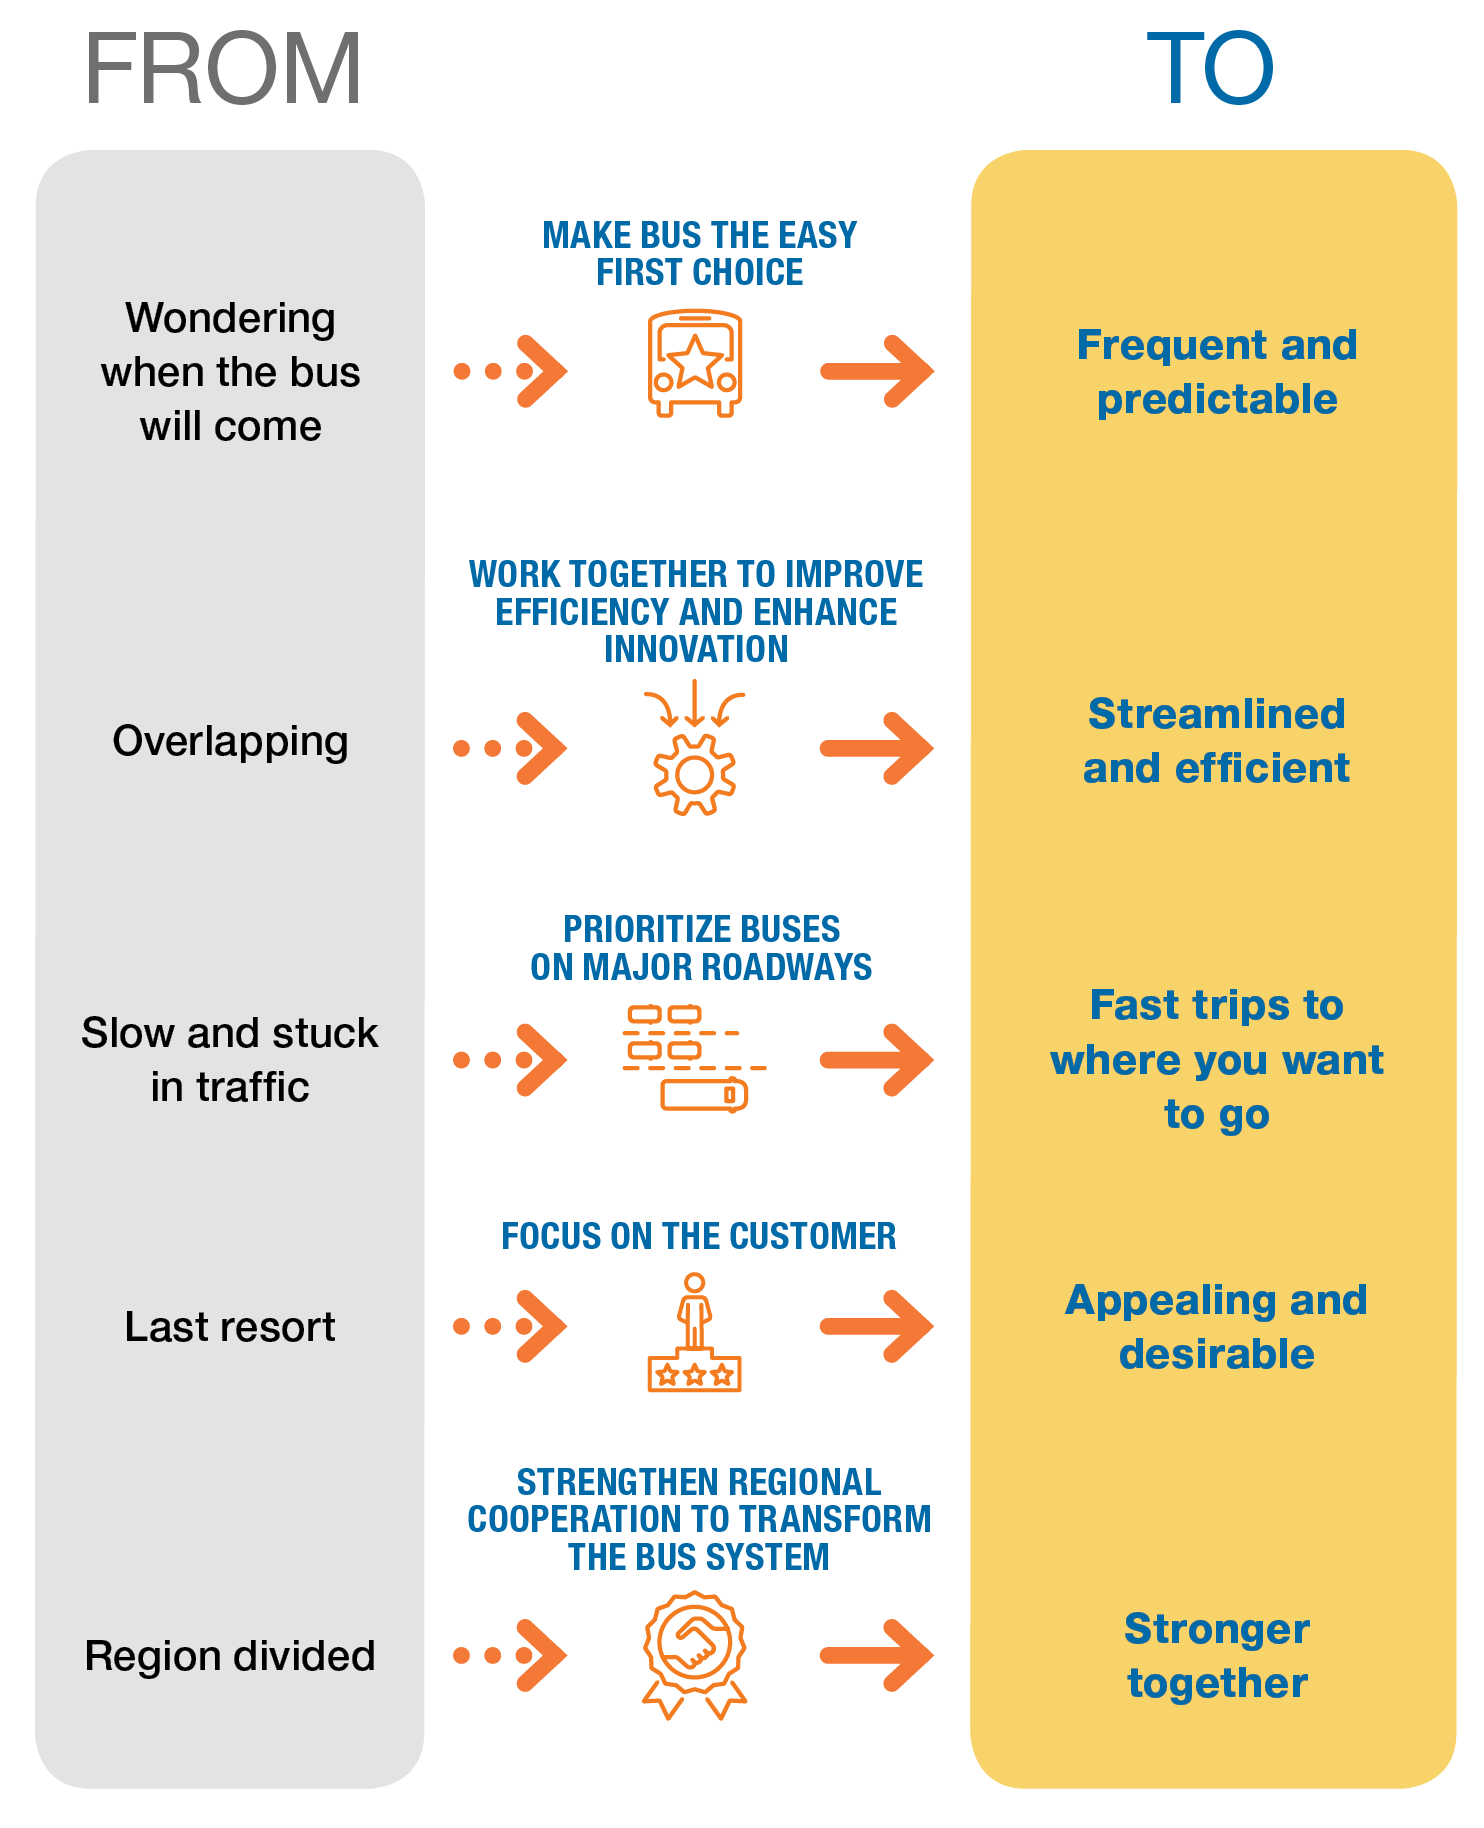 FROM
TO
MAKE BUS THE EASY
FIRST CHOICE
Wondering
when the bus
will come
Frequent and
predictable
WORK TOGETHER TO IMPROVE
EFFICIENCY AND ENHANCE
INNOVATION
Overlapping
Streamlined
and efficient
PRIORITIZE BUSES
ON MAJOR ROADWAYS
Slow and stuck
in traffic
Fast trips to
where you want
to go
FOCUS ON THE CUSTOMER
Last resort
Appealing and
desirable
STRENGTHEN REGIONAL
COOPERATION TO TRANSFORM
THE BUS SYSTEM
Region divided
Stronger
together